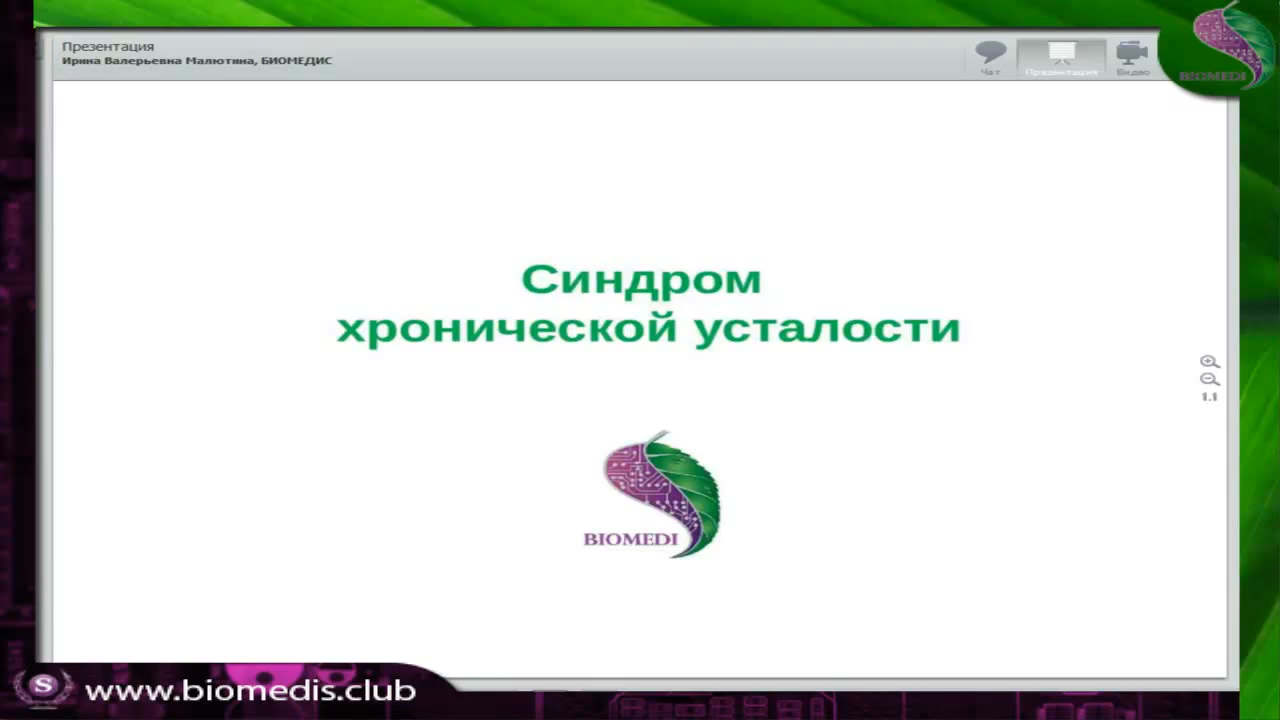 Презентация
Ирина Валерьевна Малютина, БИОМЕДИС
Чат
Презентация
Видео
BIOMEDI
Синдром
хронической усталости
1.1
BIOMEDI
S
www.biomedis.club